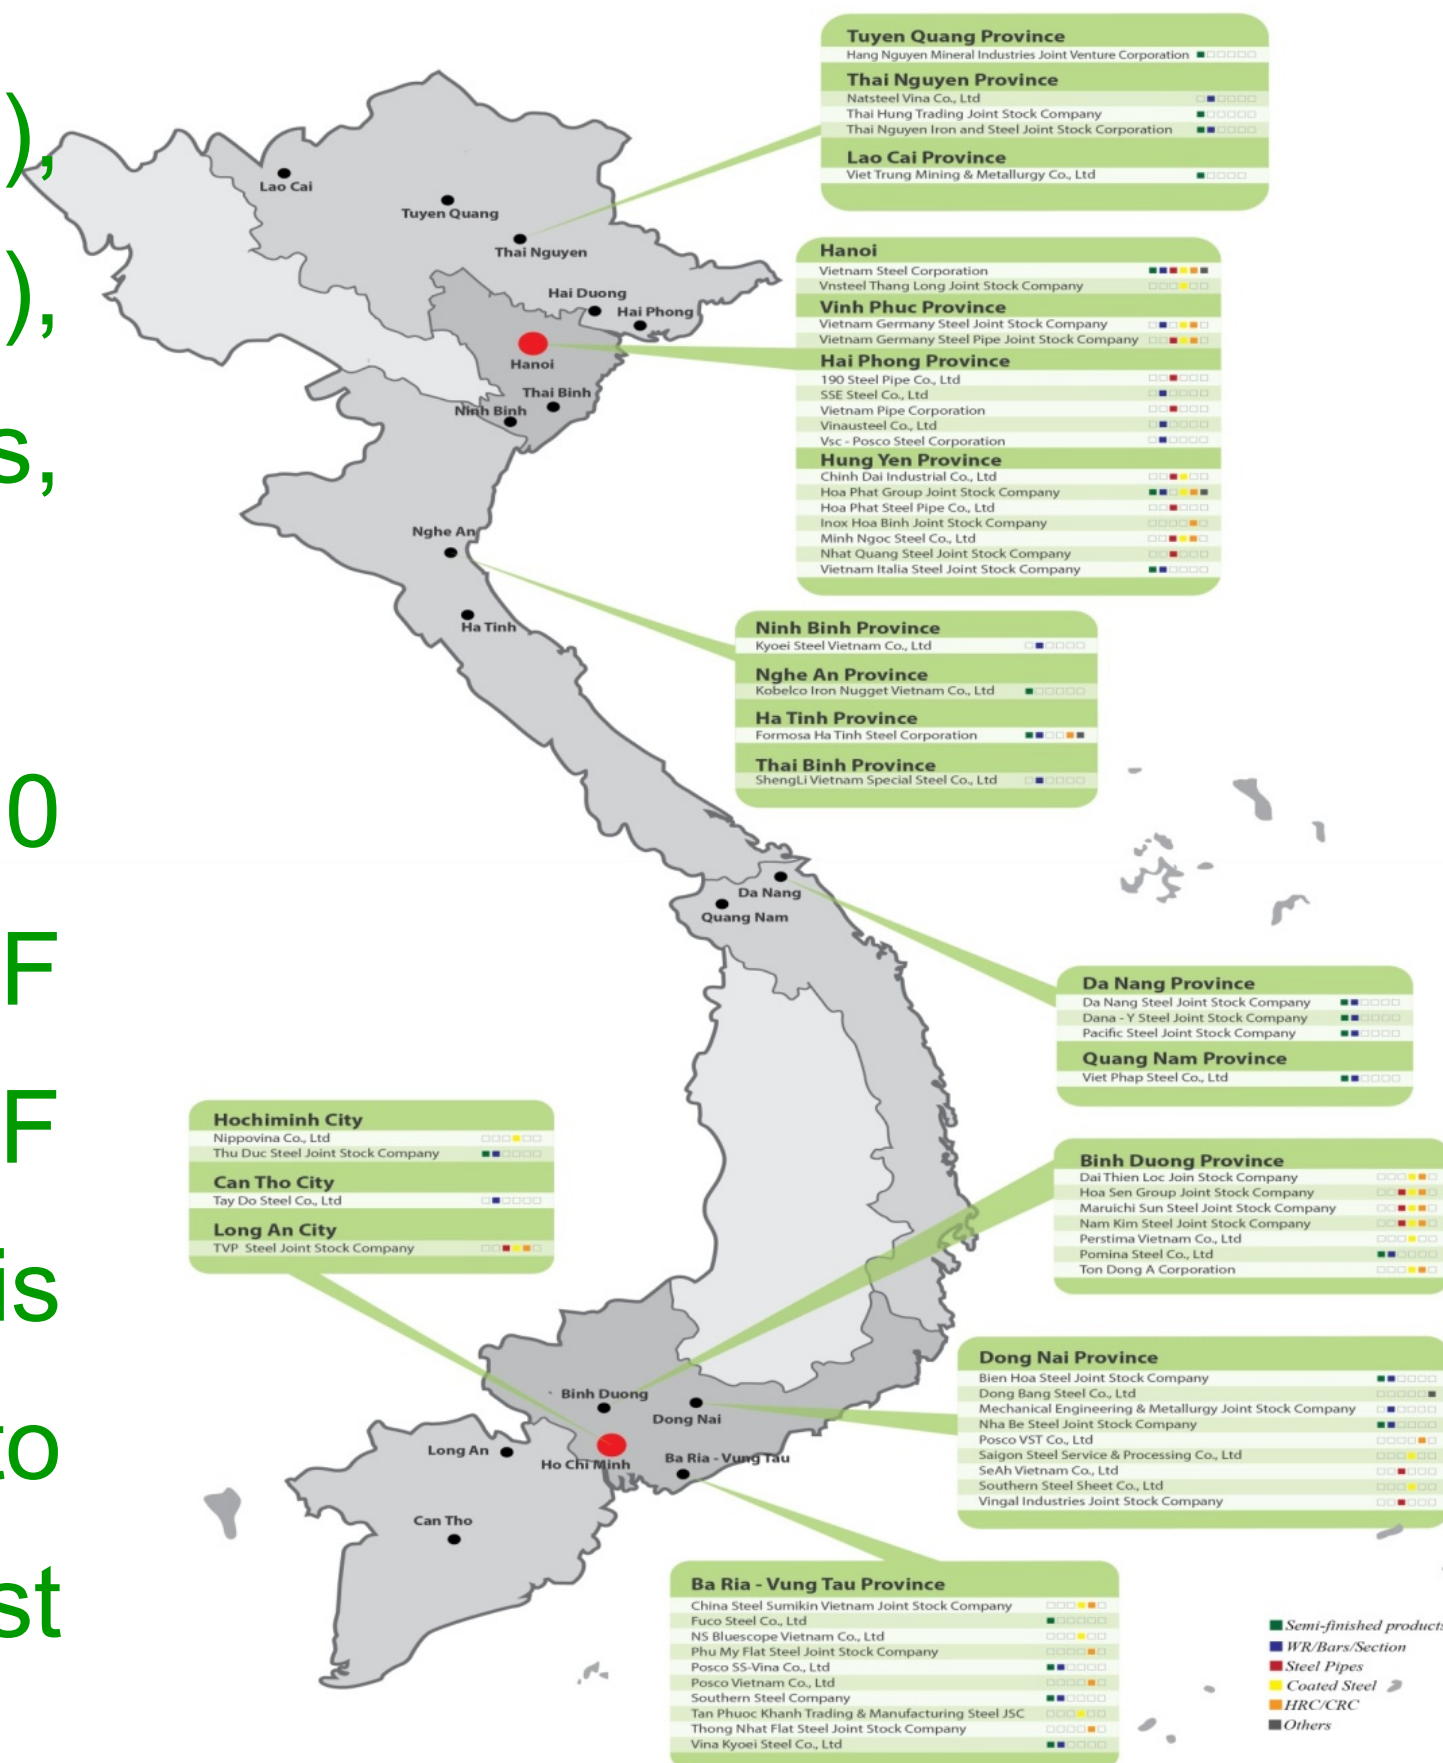 ),
),
s,
0
F
F
is
to
st
Lao Cai
Tuyen Quang
Thai Nguyen
Hai Duong
Hai Phong
Hanoi
Thai Binh
Ninh Binh
Nghe An
Ha Tinh
Da Nang
Quang Nam
Binh Duong
Dong Nai
Long An
Ho Chi Minh
Ba Ria - Vung Tau
Can Tho
Tuyen Quang Province
Hang Nguyen Mineral Industries Joint Venture Corporation
Thai Nguyen Province
Natsteel Vina Co., Ltd
Thai Hung Trading Joint Stock Company
Thai Nguyen Iron and Steel Joint Stock Corporation
Lao Cai Province
Viet Trung Mining & Metallurgy Co., Ltd
Hanoi
Vietnam Steel Corporation
Vnsteel Thang Long Joint Stock Company
Vinh Phuc Province
Vietnam Germany Steel Joint Stock Company
Vietnam Germany Steel Pipe Joint Stock Company
Hai Phong Province
190 Steel Pipe Co., Ltd
SSE Steel Co., Ltd
Vietnam Pipe Corporation
Vinausteel Co., Ltd
Vsc - Posco Steel Corporation
Hung Yen Province
Chinh Dai Industrial Co., Ltd
Hoa Phat Group Joint Stock Company
Hoa Phat Steel Pipe Co., Ltd
Inox Hoa Binh Joint Stock Company
Minh Ngoc Steel Co., Ltd
Nhat Quang Steel Joint Stock Company
Vietnam Italia Steel Joint Stock Company
Ninh Binh Province
Kyoei Steel Vietnam Co., Ltd
Nghe An Province
Kobelco Iron Nugget Vietnam Co., Ltd
Ha Tinh Province
Formosa Ha Tinh Steel Corporation
Thai Binh Province
ShengLi Vietnam Special Steel Co., Ltd
Da Nang Province
Da Nang Steel Joint Stock Company
Dana - Y Steel Joint Stock Company
Pacific Steel Joint Stock Company
Quang Nam Province
Viet Phap Steel Co., Ltd
Hochiminh City
Nippovina Co., Ltd
Thu Duc Steel Joint Stock Company
Can Tho City
Tay Do Steel Co., Ltd
Long An City
TVP Steel Joint Stock Company
Binh Duong Province
Dai Thien Loc Join Stock Company
Hoa Sen Group Joint Stock Company
Maruichi Sun Steel Joint Stock Company
Nam Kim Steel Joint Stock Company
Perstima Vietnam Co., Ltd
Pomina Steel Co., Ltd
Ton Dong A Corporation
Dong Nai Province
Bien Hoa Steel Joint Stock Company
Dong Bang Steel Co., Ltd
Mechanical Engineering & Metallurgy Joint Stock Company
Nha Be Steel Joint Stock Company
Posco VST Co., Ltd
Saigon Steel Service & Processing Co., Ltd
SeAh Vietnam Co., Ltd
Southern Steel Sheet Co., Ltd
Vingal Industries Joint Stock Company
Ba Ria - Vung Tau Province
China Steel Sumikin Vietnam Joint Stock Company
Fuco Steel Co., Ltd
NS Bluescope Vietnam Co., Ltd
Phu My Flat Steel Joint Stock Company
Posco SS-Vina Co., Ltd
Posco Vietnam Co., Ltd
Southern Steel Company
Tan Phuoc Khanh Trading & Manufacturing Steel JSC
Thong Nhat Flat Steel Joint Stock Company
Vina Kyoei Steel Co., Ltd
Semi-finished products
WR/Bars/Section
Steel Pipes
Coated Steel
HRC/CRC
Others